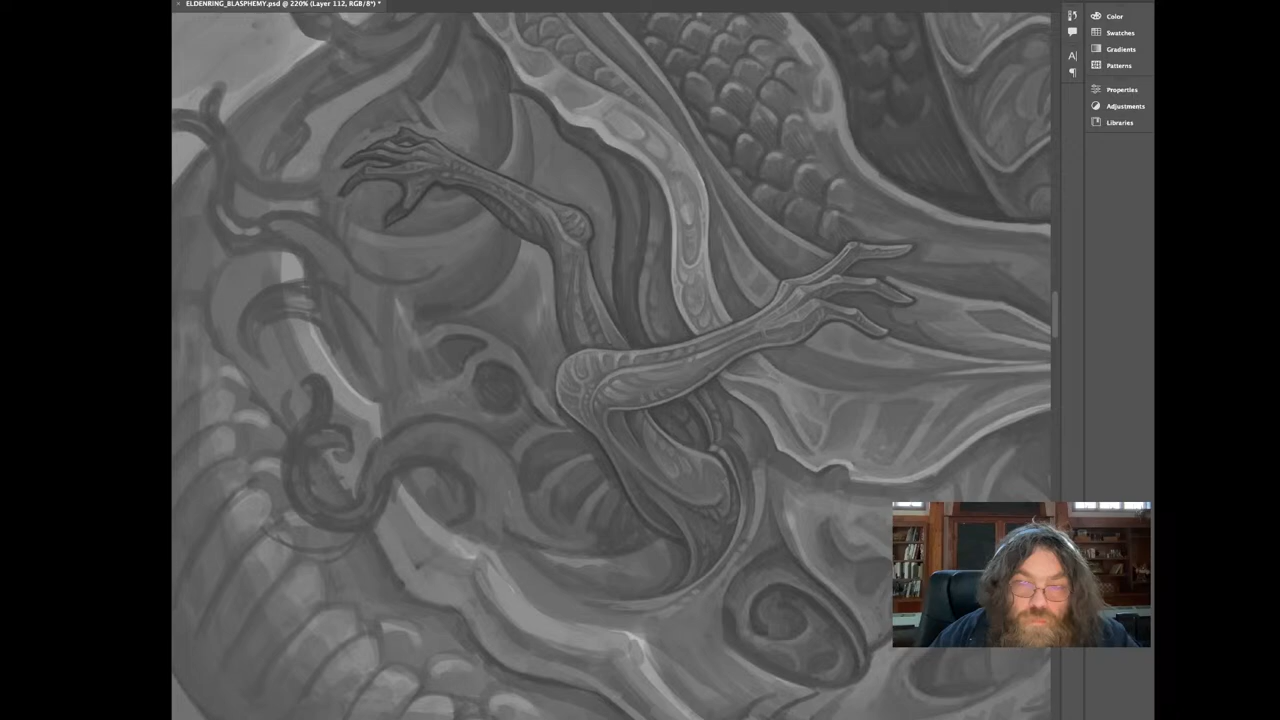 × ELDENRING_BLASPHEMY.psd @ 220% (Layer 112, RGB/8*) *
Color
Swatches
Gradients
Patterns
Properties
Adjustments
Libraries